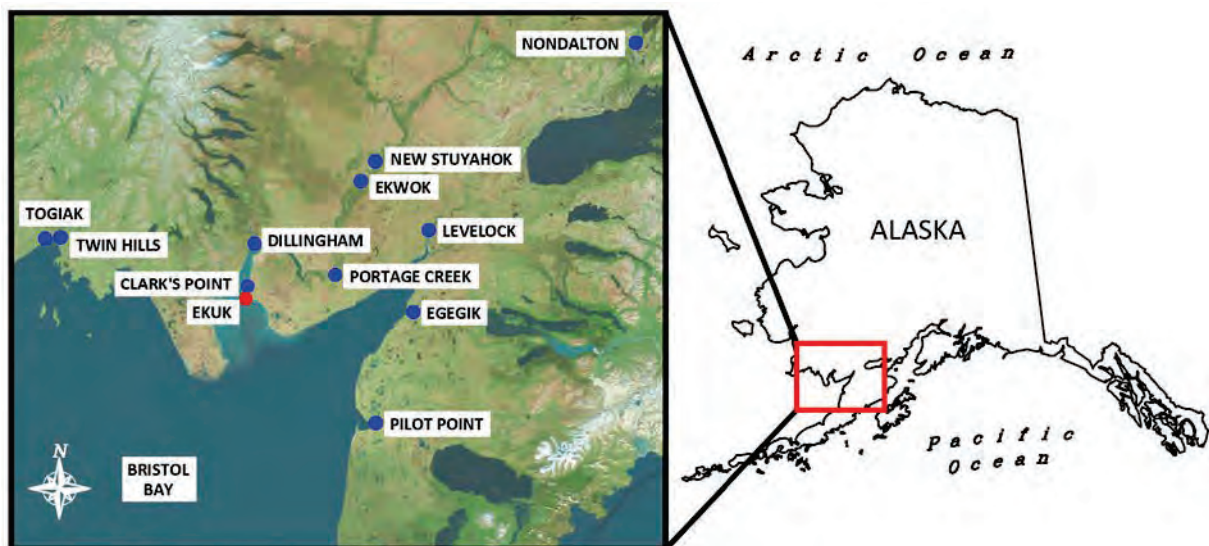 NONDALTON
NEW STUYAHOK
EKWOK
TOGIAK
TWIN HILLS
DILLINGHAM
LEVELOCK
CLARK'S POINT
PORTAGE CREEK
EKUK
EGEGIK
PILOT POINT
N
BRISTOL
BAY
Arctic Ocean
ALASKA
Pacific
Ocean